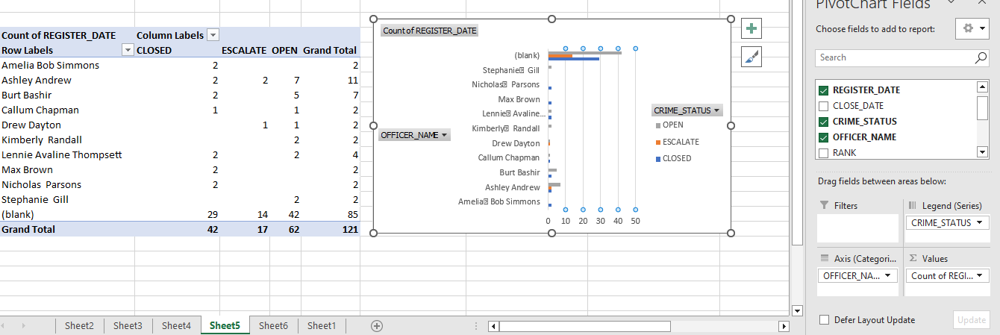 Count of REGISTER_DATE Column Labels
Row Labels CLOSED ESCALATE OPEN Grand Total
Amelia Bob Simmons 2 2
Ashley Andrew 2 2 7 11
Burt Bashir 2 5 7
Callum Chapman 1 1 2
Drew Dayton 1 1 2
Kimberly Randall 2 2
Lennie Avaline Thompsett 2 2 4
Max Brown 2 2
Nicholas Parsons 2 2
Stephanie Gill 2 2
(blank) 29 14 42 85
Grand Total 42 17 62 121
Count of REGISTER_DATE
(blank)
Stephanie Gill
Nicholas Parsons
Max Brown
Lennie Avaline...
Kimberly Randall
Drew Dayton
Callum Chapman
Burt Bashir
Ashley Andrew
Amelia Bob Simmons
0 10 20 30 40 50
OFFICER_NAME
CRIME_STATUS
OPEN
ESCALATE
CLOSED
PivotChart Fields
Choose fields to add to report:
Search
REGISTER_DATE
CLOSE_DATE
CRIME_STATUS
OFFICER_NAME
RANK
Drag fields between areas below:
Filters
Legend (Series)
CRIME_STATUS
Axis (Categori...
OFFICER_NA...
Σ Values
Count of REGI...
Defer Layout Update
Update
Sheet2 Sheet3 Sheet4 Sheet5 Sheet6 Sheet1